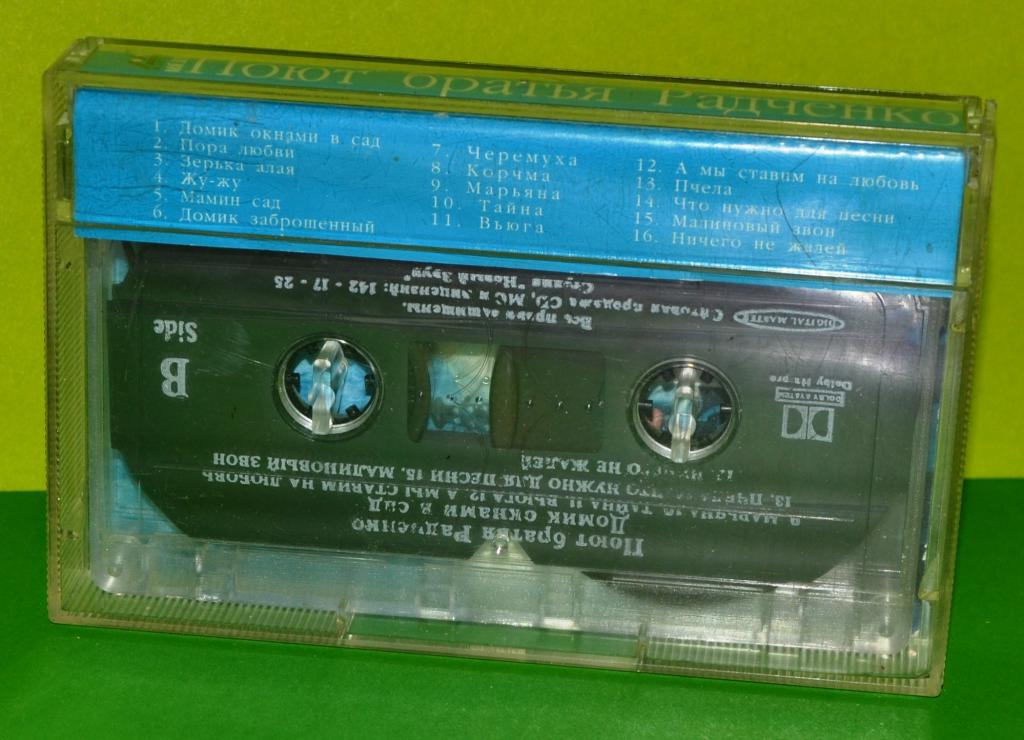 Поют братья Радченко
1. Домик окнами в сад
2. Пора любви
3. Зерька алая
4. Жу-жу
5. Мамин сад
6. Домик заброшенный
7. Черемуха
8. Корчма
9. Марьяна
10. Тайна
11. Вьюга
12. А мы ставим на любовь
13. Пчела
14. Что нужно для песни
15. Малиновый звон
16. Ничего не жалей
Поют братья Радченко
Домик окнами в сад
9. МАРЬЯНА 10. ТАЙНА 11. ВЬЮГА 12. А МЫ СТАВИМ НА ЛЮБОВЬ
13. ПЧЕЛА ЧТО НУЖНО ДЛЯ ПЕСНИ 15. МАЛИНОВЫЙ ЗВОН
НЕ ЖАЛЕЙ
B
Side
DOLBY SYSTEM
Dolby Hx pro
DIGITAL MASTER
Все права защищены.
Оптовая продажа CD, MC и лицензий: 142 - 17 - 25
Студия "Новый Звук"